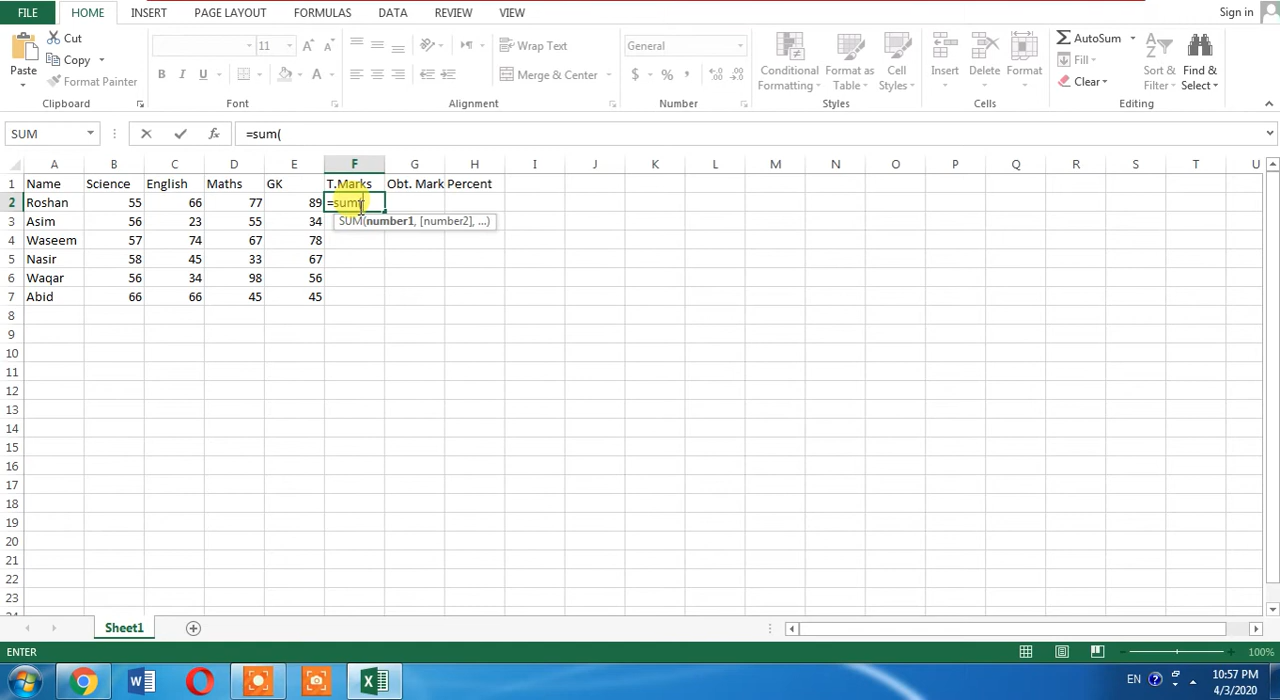 FILE HOME INSERT PAGE LAYOUT FORMULAS DATA REVIEW VIEW Sign in
Paste Cut Copy Format Painter Clipboard
11 B I U A A A Font
Wrap Text Merge & Center Alignment
General $ % , Number
Conditional Formatting Format as Table Cell Styles Styles
Insert Delete Format Cells
AutoSum Fill Clear Sort & Filter Find & Select Editing
SUM fx =sum(
A B C D E F G H I J K L M N O P Q R S T U
1 Name Science English Maths GK T.Marks Obt. Mark Percent
2 Roshan 55 66 77 89 =sum(
SUM(number1, [number2], ...)
3 Asim 56 23 55 34
4 Waseem 57 74 67 78
5 Nasir 58 45 33 67
6 Waqar 56 34 98 56
7 Abid 66 66 45 45
8
9
10
11
12
13
14
15
16
17
18
19
20
21
22
23
Sheet1
ENTER 100%
EN 10:57 PM
4/3/2020